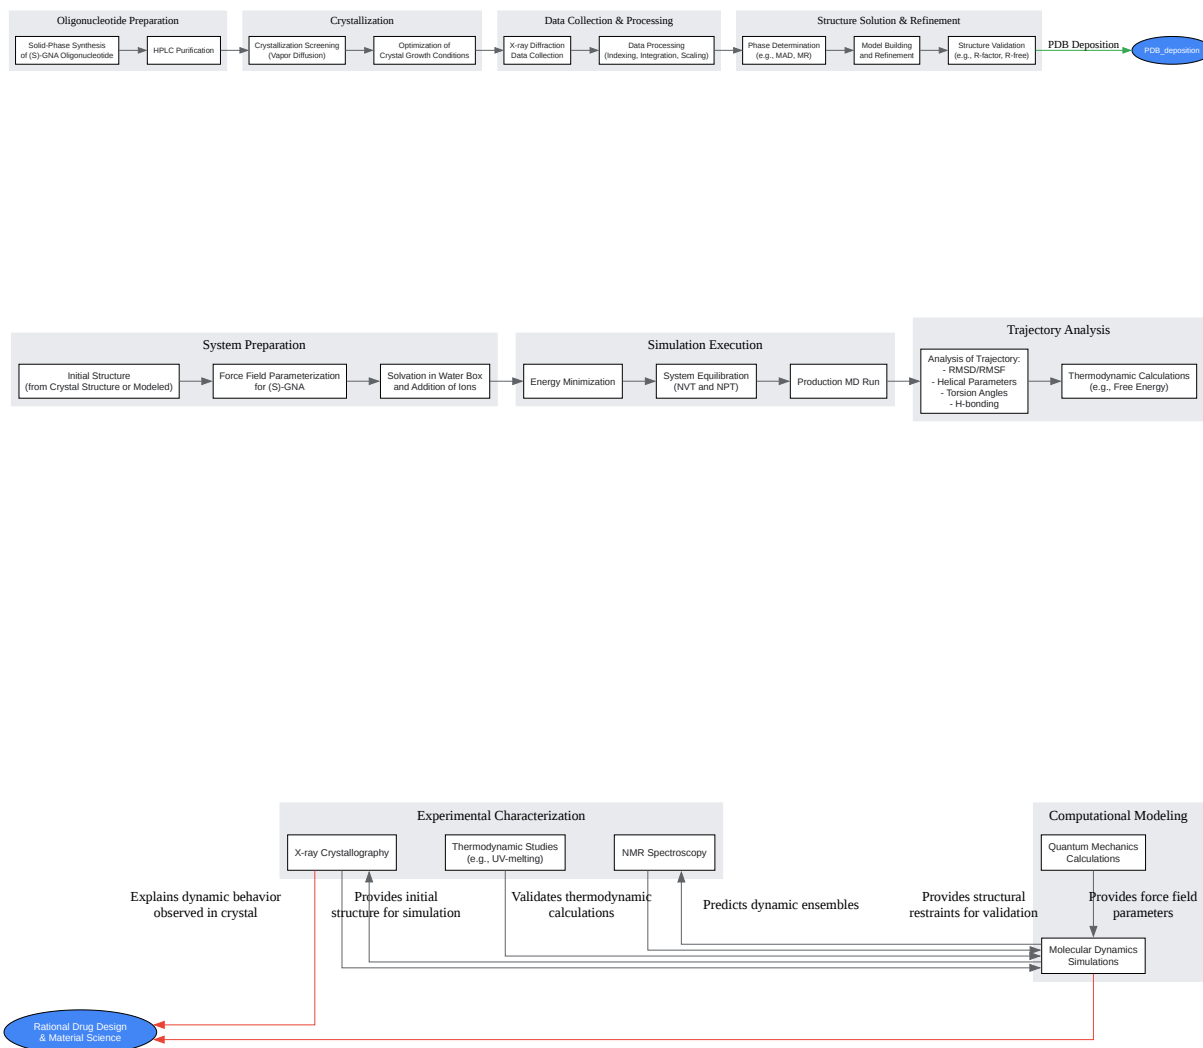 Oligonucleotide Preparation
Crystallization
Data Collection & Processing
Structure Solution & Refinement
Solid-Phase Synthesis
of (S)-GNA Oligonucleotide
HPLC Purification
Crystallization Screening
(Vapor Diffusion)
Optimization of
Crystal Growth Conditions
X-ray Diffraction
Data Collection
Data Processing
(Indexing, Integration, Scaling)
Phase Determination
(e.g., MAD, MR)
Model Building
and Refinement
Structure Validation
(e.g., R-factor, R-free)
PDB Deposition
PDB_deposition
System Preparation
Simulation Execution
Trajectory Analysis
Initial Structure
(from Crystal Structure or Modeled)
Force Field Parameterization
for (S)-GNA
Solvation in Water Box
and Addition of Ions
Energy Minimization
System Equilibration
(NVT and NPT)
Production MD Run
Analysis of Trajectory:
- RMSD/RMSF
- Helical Parameters
- Torsion Angles
- H-bonding
Thermodynamic Calculations
(e.g., Free Energy)
Experimental Characterization
Computational Modeling
X-ray Crystallography
Thermodynamic Studies
(e.g., UV-melting)
NMR Spectroscopy
Quantum Mechanics
Calculations
Explains dynamic behavior
observed in crystal
Provides initial
structure for simulation
Validates thermodynamic
calculations
Predicts dynamic ensembles
Provides structural
restraints for validation
Provides force field
parameters
Molecular Dynamics
Simulations
Rational Drug Design
& Material Science